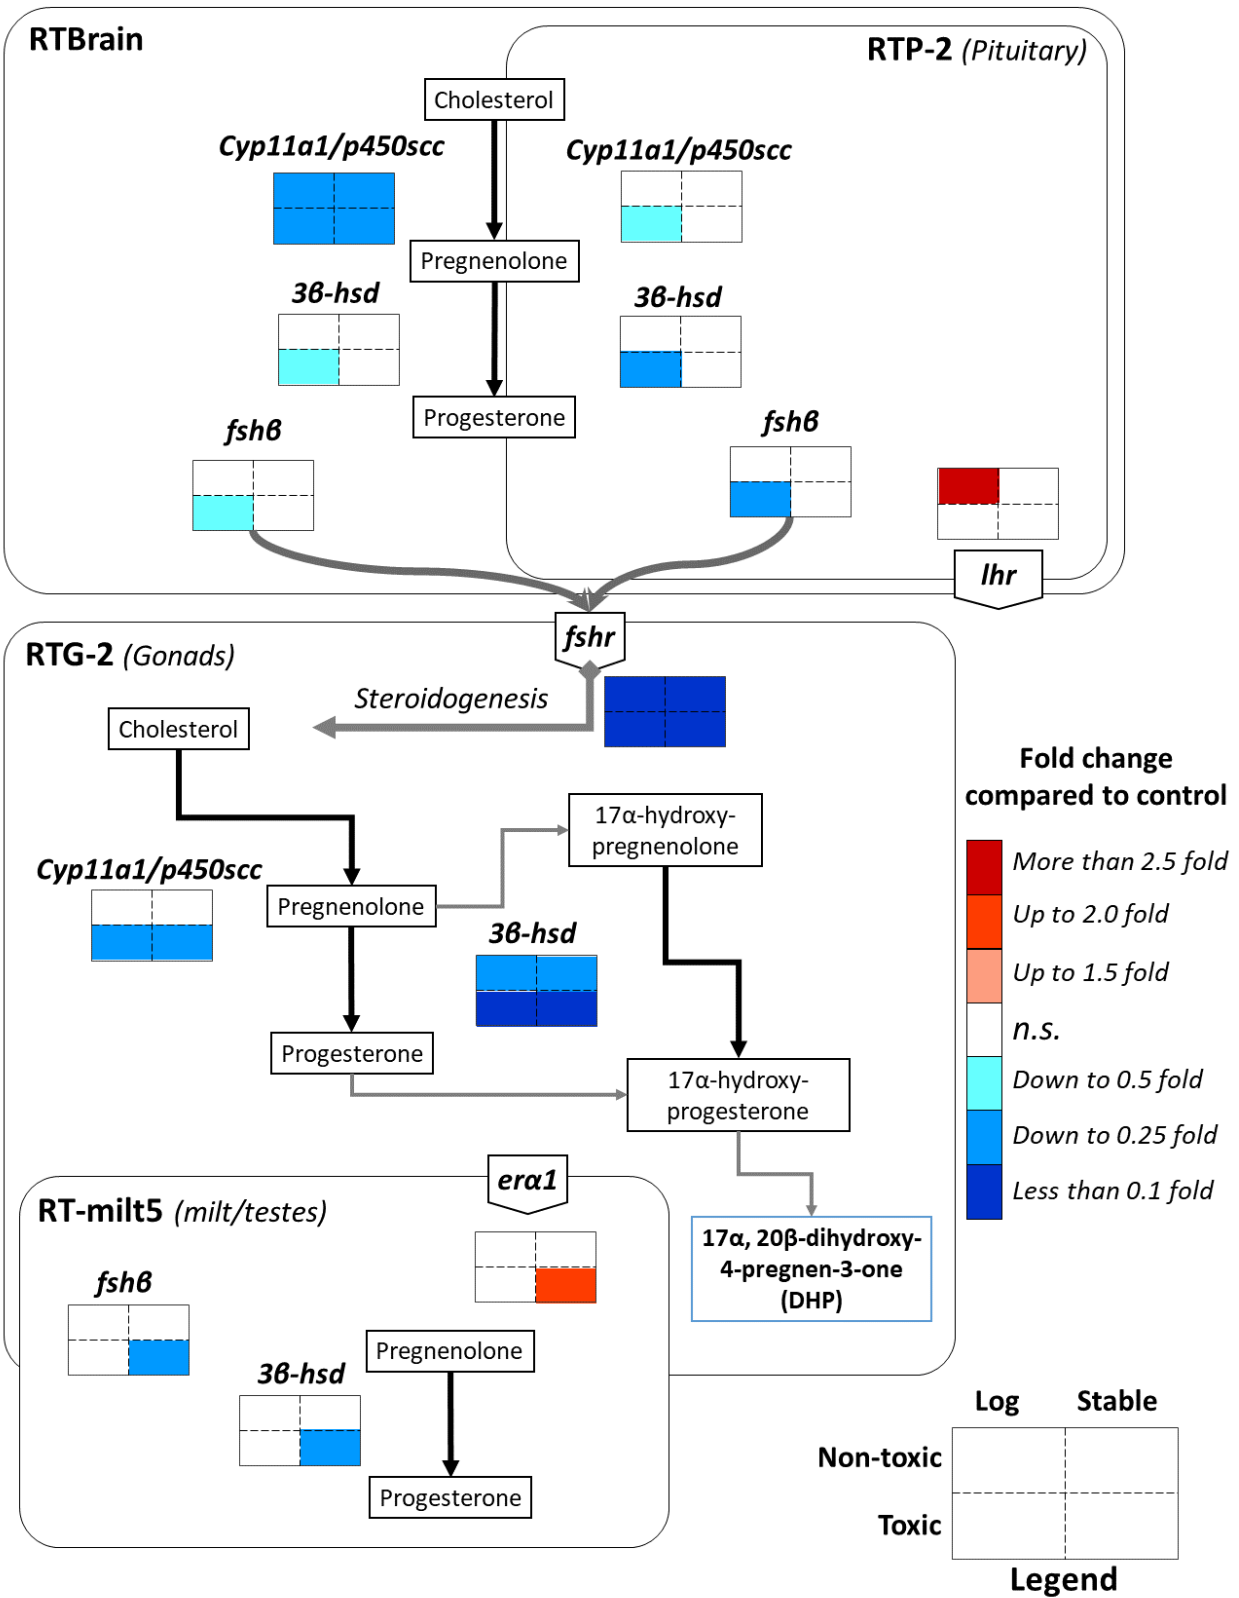 RTBrain
RTP-2 (Pituitary)
Cholesterol
Cyp11a1/p450scc
Cyp11a1/p450scc
Pregnenolone
3β-hsd
3β-hsd
Progesterone
fshβ
fshβ
lhr
fshr
RTG-2 (Gonads)
Steroidogenesis
Cholesterol
17α-hydroxy-
pregnenolone
Cyp11a1/p450scc
Pregnenolone
3β-hsd
Progesterone
17α-hydroxy-
progesterone
17α, 20β-dihydroxy-
4-pregnen-3-one
(DHP)
Fold change
compared to control
More than 2.5 fold
Up to 2.0 fold
Up to 1.5 fold
n.s.
Down to 0.5 fold
Down to 0.25 fold
Less than 0.1 fold
erα1
RT-milt5 (milt/testes)
fshβ
3β-hsd
Pregnenolone
Progesterone
Log Stable
Non-toxic
Toxic
Legend